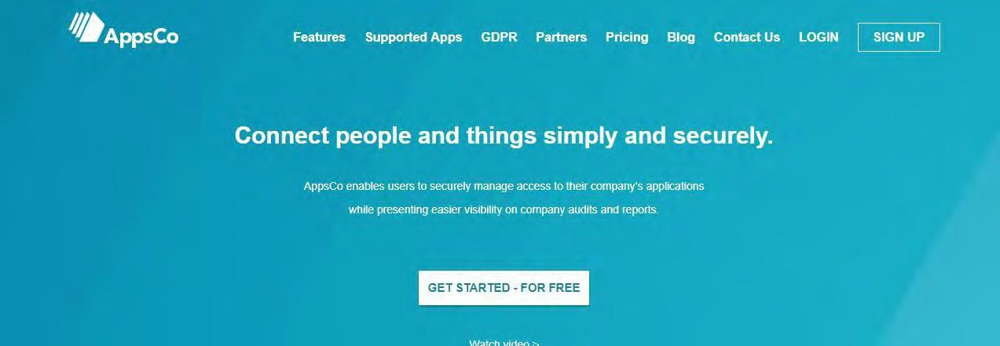 AppsCo
Features Supported Apps GDPR Partners Pricing Blog Contact Us LOGIN SIGN UP
Connect people and things simply and securely.
AppsCo enables users to securely manage access to their company's applications
while presenting easier visibility on company audits and reports.
GET STARTED - FOR FREE
Watch video >